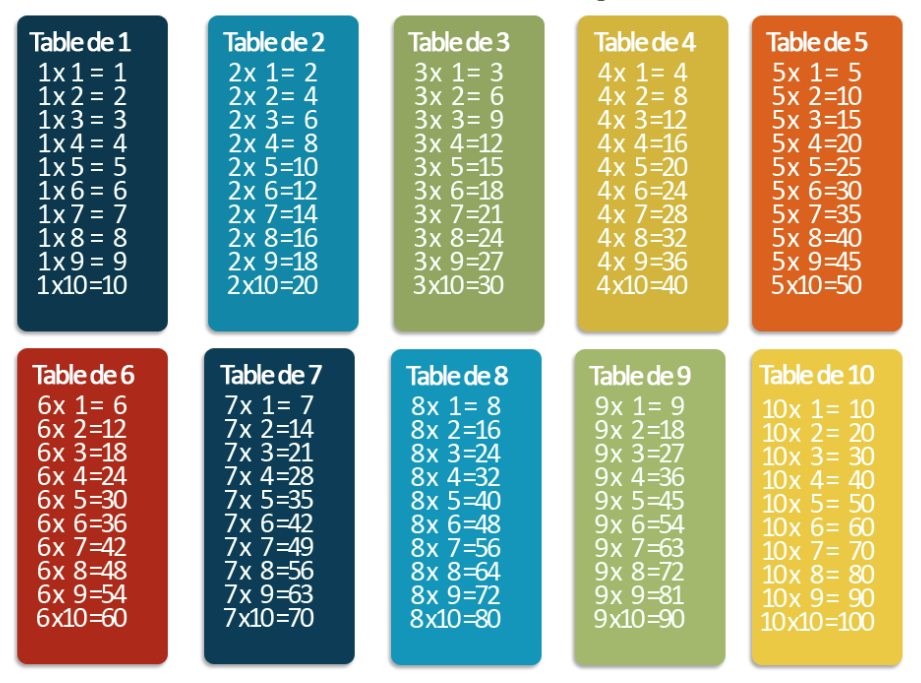 Table de 1
1x 1 = 1
1x 2 = 2
1x 3 = 3
1x 4 = 4
1x 5 = 5
1x 6 = 6
1x 7 = 7
1x 8 = 8
1x 9 = 9
1x10 =10
Table de 2
2x 1= 2
2x 2= 4
2x 3= 6
2x 4= 8
2x 5=10
2x 6=12
2x 7=14
2x 8=16
2x 9=18
2x10=20
Table de 3
3x 1= 3
3x 2= 6
3x 3= 9
3x 4=12
3x 5=15
3x 6=18
3x 7=21
3x 8=24
3x 9=27
3x10=30
Table de 4
4x 1= 4
4x 2= 8
4x 3=12
4x 4=16
4x 5=20
4x 6=24
4x 7=28
4x 8=32
4x 9=36
4x10=40
Table de 5
5x 1= 5
5x 2=10
5x 3=15
5x 4=20
5x 5=25
5x 6=30
5x 7=35
5x 8=40
5x 9=45
5x10=50
Table de 6
6x 1= 6
6x 2=12
6x 3=18
6x 4=24
6x 5=30
6x 6=36
6x 7=42
6x 8=48
6x 9=54
6x10=60
Table de 7
7x 1= 7
7x 2=14
7x 3=21
7x 4=28
7x 5=35
7x 6=42
7x 7=49
7x 8=56
7x 9=63
7x10=70
Table de 8
8x 1= 8
8x 2=16
8x 3=24
8x 4=32
8x 5=40
8x 6=48
8x 7=56
8x 8=64
8x 9=72
8x10=80
Table de 9
9x 1= 9
9x 2=18
9x 3=27
9x 4=36
9x 5=45
9x 6=54
9x 7=63
9x 8=72
9x 9=81
9x10=90
Table de 10
10x 1= 10
10x 2= 20
10x 3= 30
10x 4= 40
10x 5= 50
10x 6= 60
10x 7= 70
10x 8= 80
10x 9= 90
10x10=100